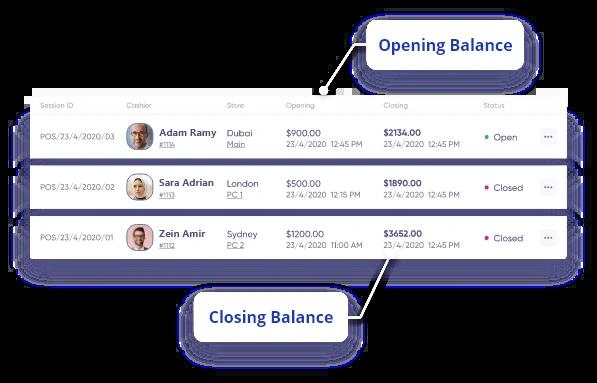 Opening Balance
Session ID Cashier Store Opening Closing Status
POS/23/4/2020/03 Adam Ramy Dubai $900.00 $2134.00 Open
#1114 Main 23/4/2020 12:45 PM 23/4/2020 12:45 PM
POS/23/4/2020/02 Sara Adrian London $500.00 $1890.00 Closed
#1113 PC 1 23/4/2020 12:15 PM 23/4/2020 12:45 PM
POS/23/4/2020/01 Zein Amir Sydney $1200.00 $3652.00 Closed
#1112 PC 2 23/4/2020 11:00 AM 23/4/2020 12:45 PM
Closing Balance